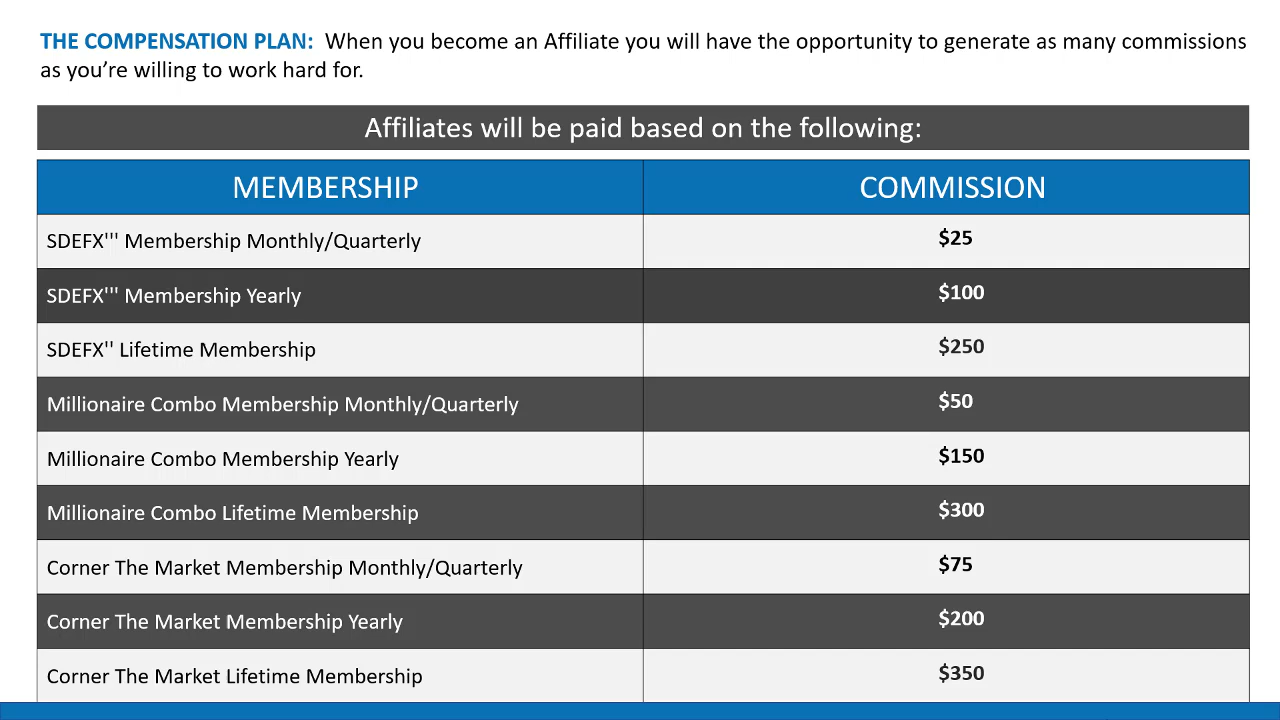 THE COMPENSATION PLAN: When you become an Affiliate you will have the opportunity to generate as many commissions
as you’re willing to work hard for.
Affiliates will be paid based on the following:
MEMBERSHIP COMMISSION
SDEFX''' Membership Monthly/Quarterly $25
SDEFX''' Membership Yearly $100
SDEFX'' Lifetime Membership $250
Millionaire Combo Membership Monthly/Quarterly $50
Millionaire Combo Membership Yearly $150
Millionaire Combo Lifetime Membership $300
Corner The Market Membership Monthly/Quarterly $75
Corner The Market Membership Yearly $200
Corner The Market Lifetime Membership $350